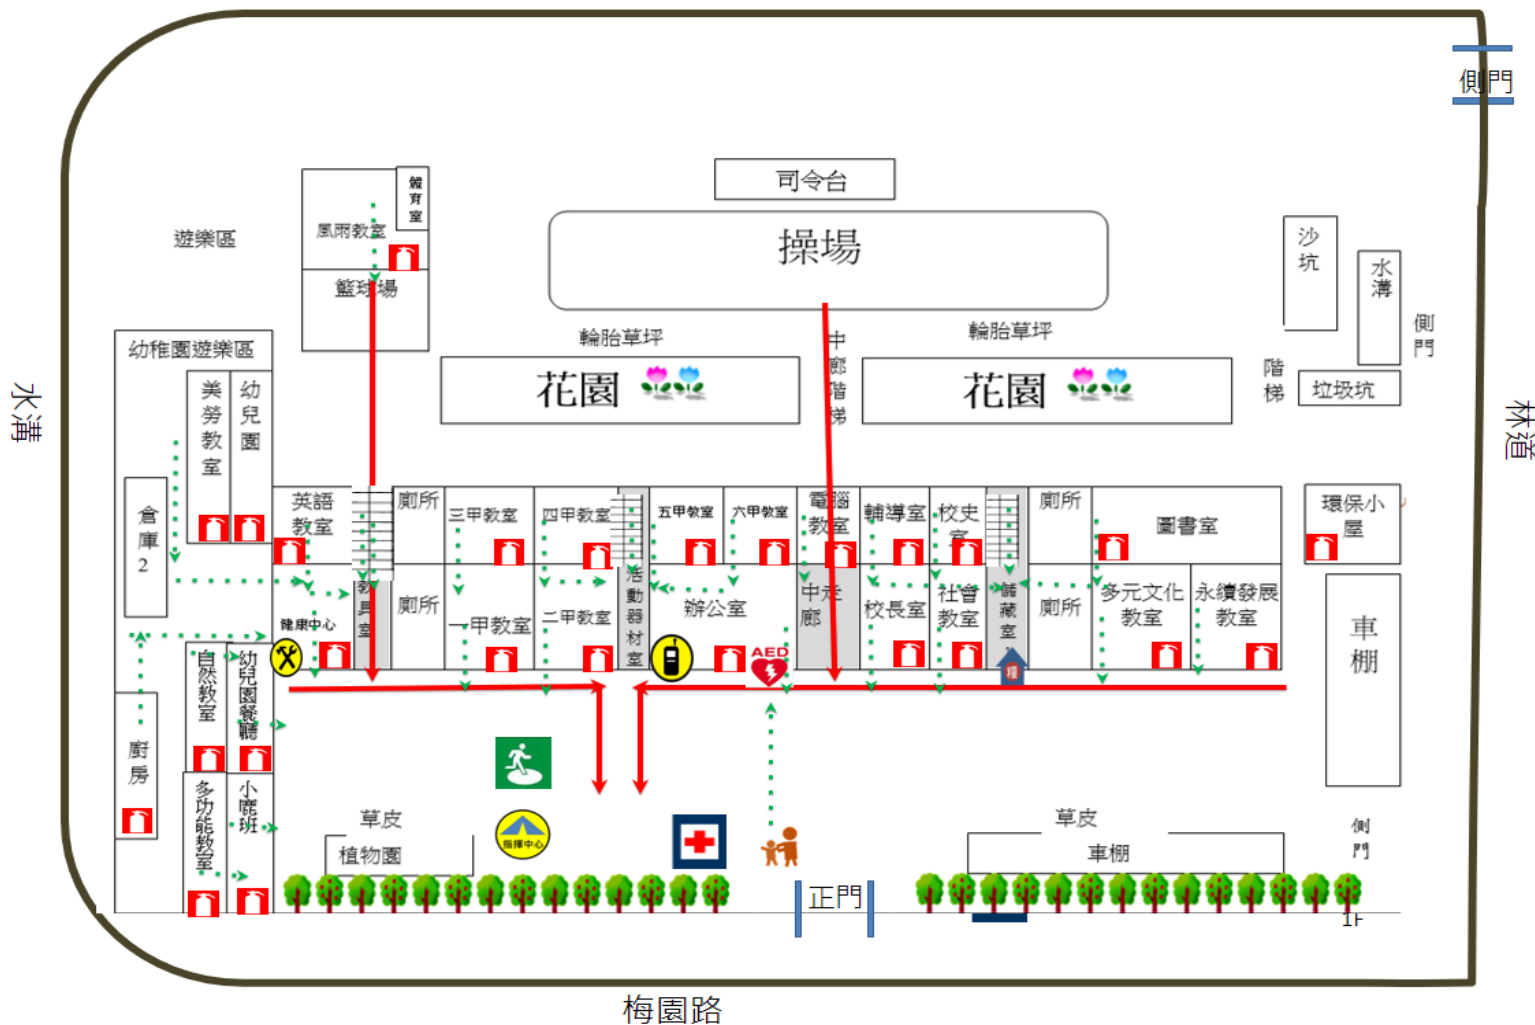 側門
司令台
體育室
風雨教室
遊樂區
操場
沙坑
水溝
籃球場
側門
輪胎草坪
輪胎草坪
中廊階梯
幼稚園遊樂區
階梯
花園
花園
垃圾坑
美勞教室
幼兒園
水溝
林道
倉庫2
英語教室
廁所
三甲教室
四甲教室
五甲教室
六甲教室
電腦教室
輔導室
校史室
廁所
圖書室
環保小屋
教具室
廁所
一甲教室
二甲教室
活動器材室
辦公室
中走廊
校長室
社會教室
儲藏室
廁所
多元文化教室
永續發展教室
車棚
健康中心
AED
糧
自然教室
幼兒園餐廳
廚房
多功能教室
小鹿班
草皮
植物園
指揮中心
草皮
車棚
側門
正門
1F
梅園路